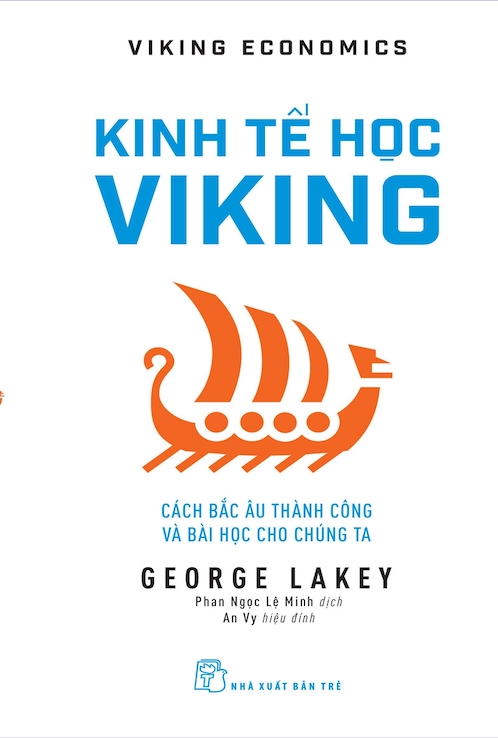 VIKING ECONOMICS
KINH TẾ HỌC
VIKING
CÁCH BẮC ÂU THÀNH CÔNG
VÀ BÀI HỌC CHO CHÚNG TA
GEORGE LAKEY
Phan Ngọc Lệ Minh dịch
An Vy hiệu đính
NHÀ XUẤT BẢN TRẺ